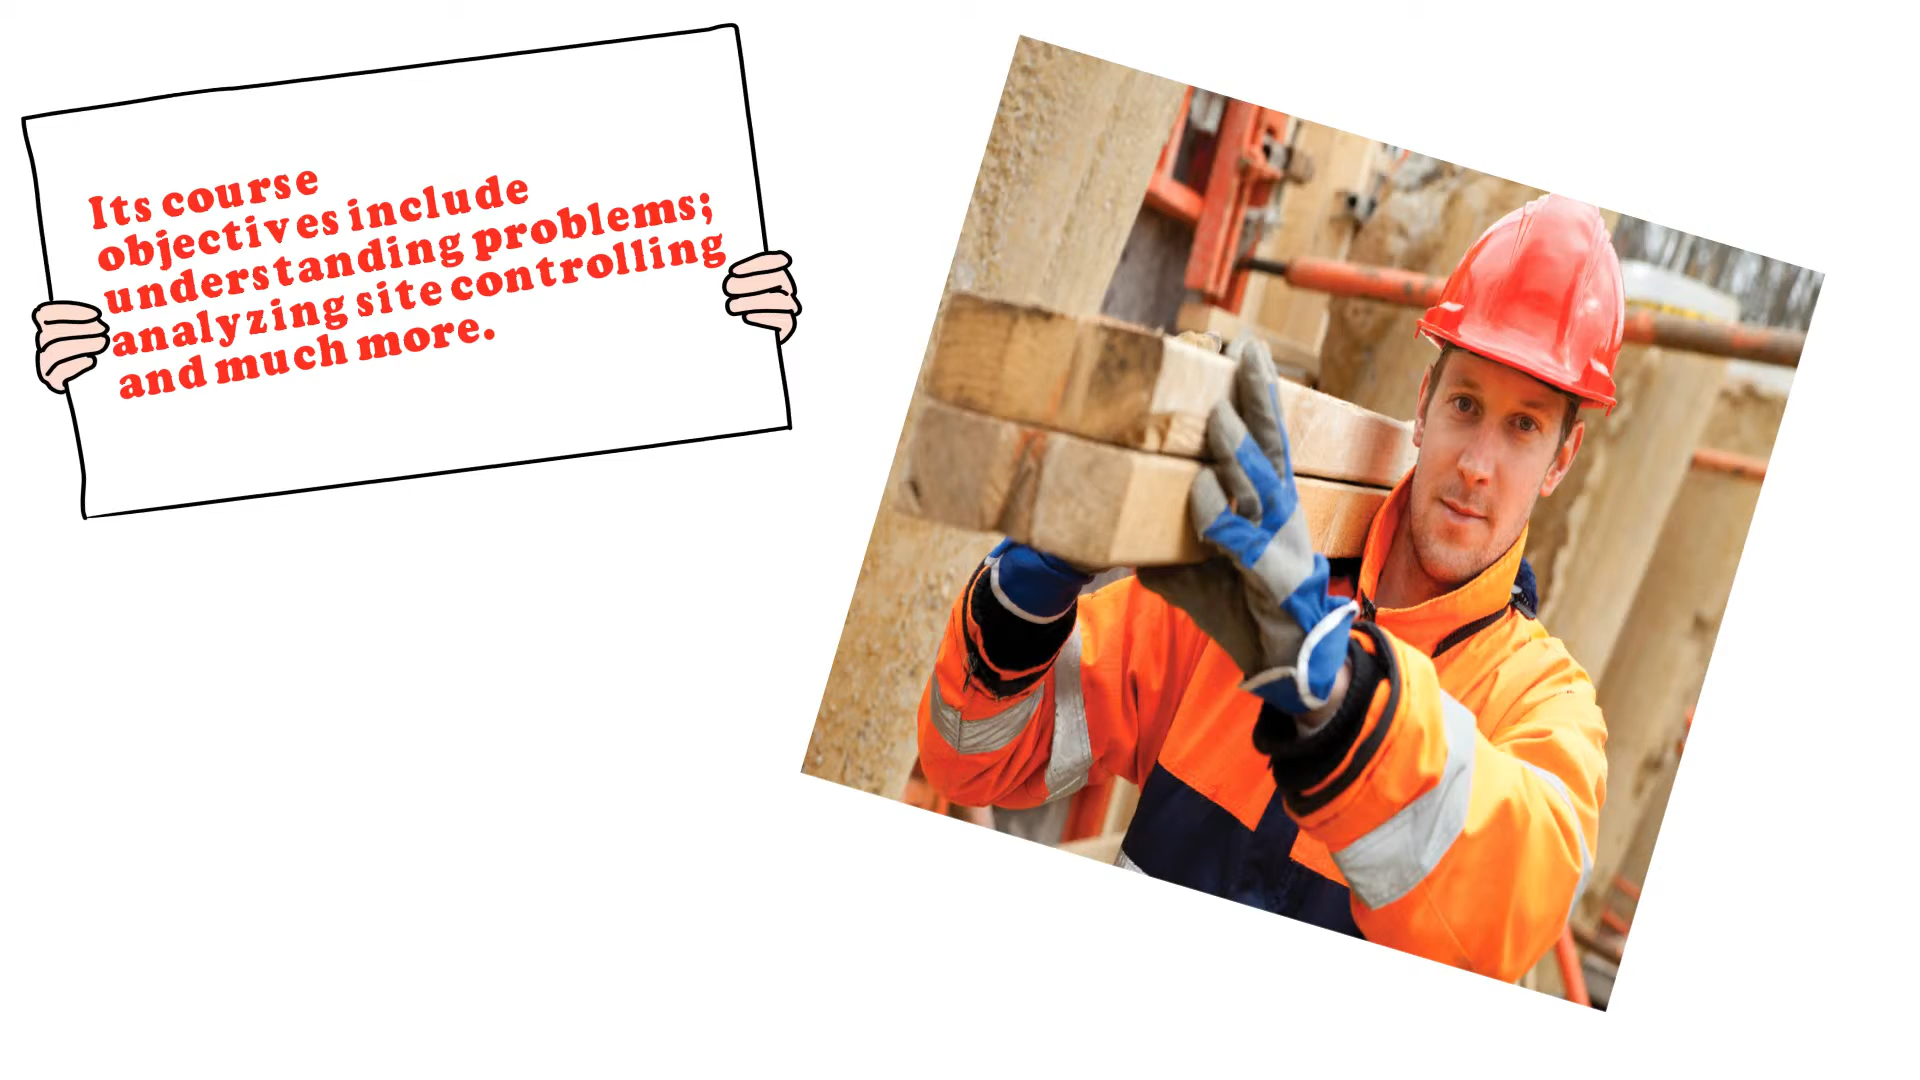 Its course
objectives include
understanding problems;
analyzing site controlling
and much more.